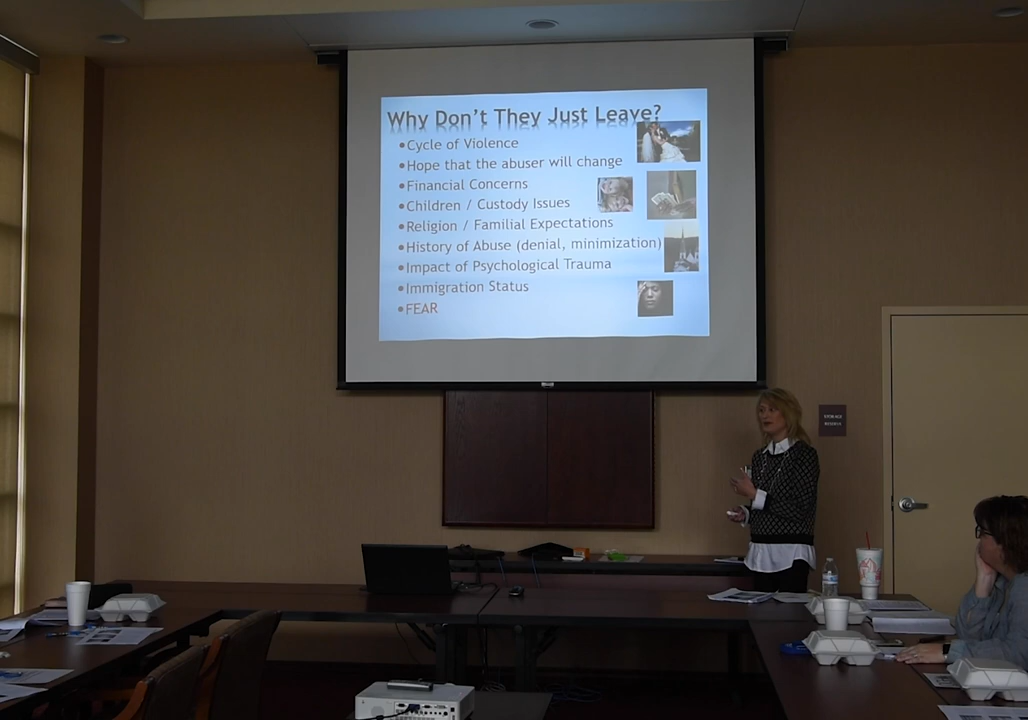 Why Don't They Just Leave?
•Cycle of Violence
•Hope that the abuser will change
•Financial Concerns
•Children / Custody Issues
•Religion / Familial Expectations
•History of Abuse (denial, minimization)
•Impact of Psychological Trauma
•Immigration Status
•FEAR
STORAGE